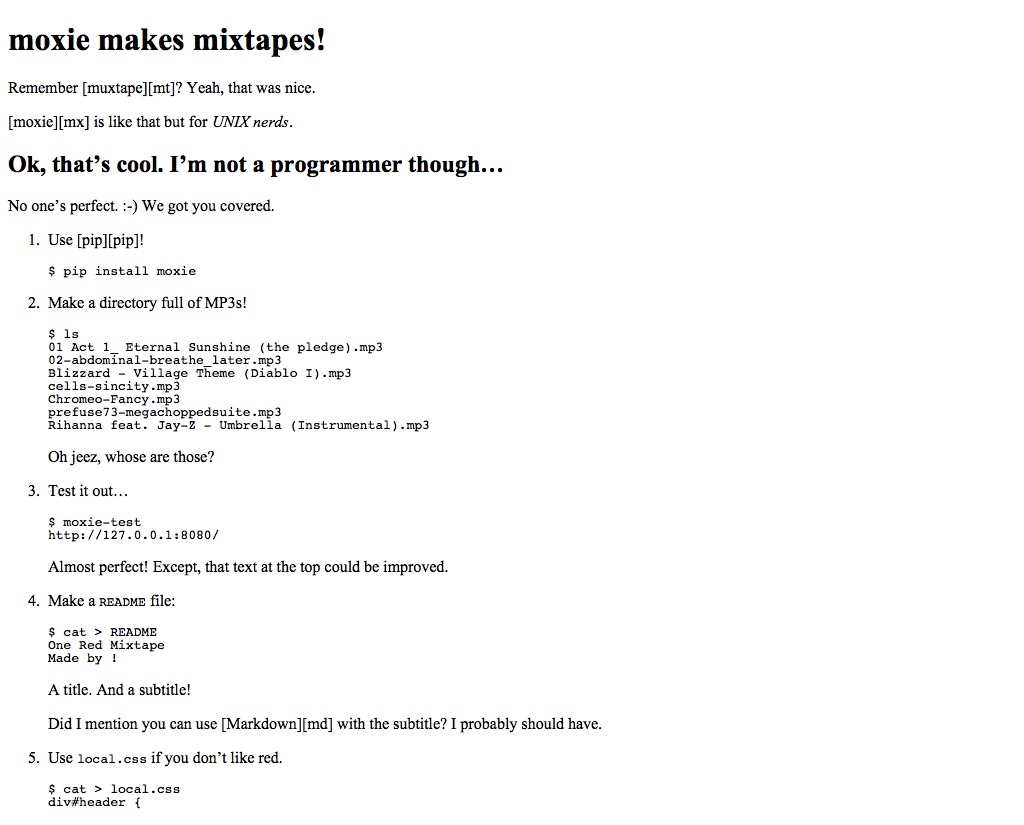 moxie makes mixtapes!
Remember [muxtape][mt]? Yeah, that was nice.
[moxie][mx] is like that but for UNIX nerds.
Ok, that’s cool. I’m not a programmer though…
No one’s perfect. :-) We got you covered.
1. Use [pip][pip]!
$ pip install moxie
2. Make a directory full of MP3s!
$ ls
01 Act 1_ Eternal Sunshine (the pledge).mp3
02-abdominal-breathe_later.mp3
Blizzard - Village Theme (Diablo I).mp3
cells-sincity.mp3
Chromeo-Fancy.mp3
prefuse73-megachoppedsuite.mp3
Rihanna feat. Jay-Z - Umbrella (Instrumental).mp3
Oh jeez, whose are those?
3. Test it out…
$ moxie-test
http://127.0.0.1:8080/
Almost perfect! Except, that text at the top could be improved.
4. Make a README file:
$ cat > README
One Red Mixtape
Made by !
A title. And a subtitle!
Did I mention you can use [Markdown][md] with the subtitle? I probably should have.
5. Use local.css if you don’t like red.
$ cat > local.css
div#header {